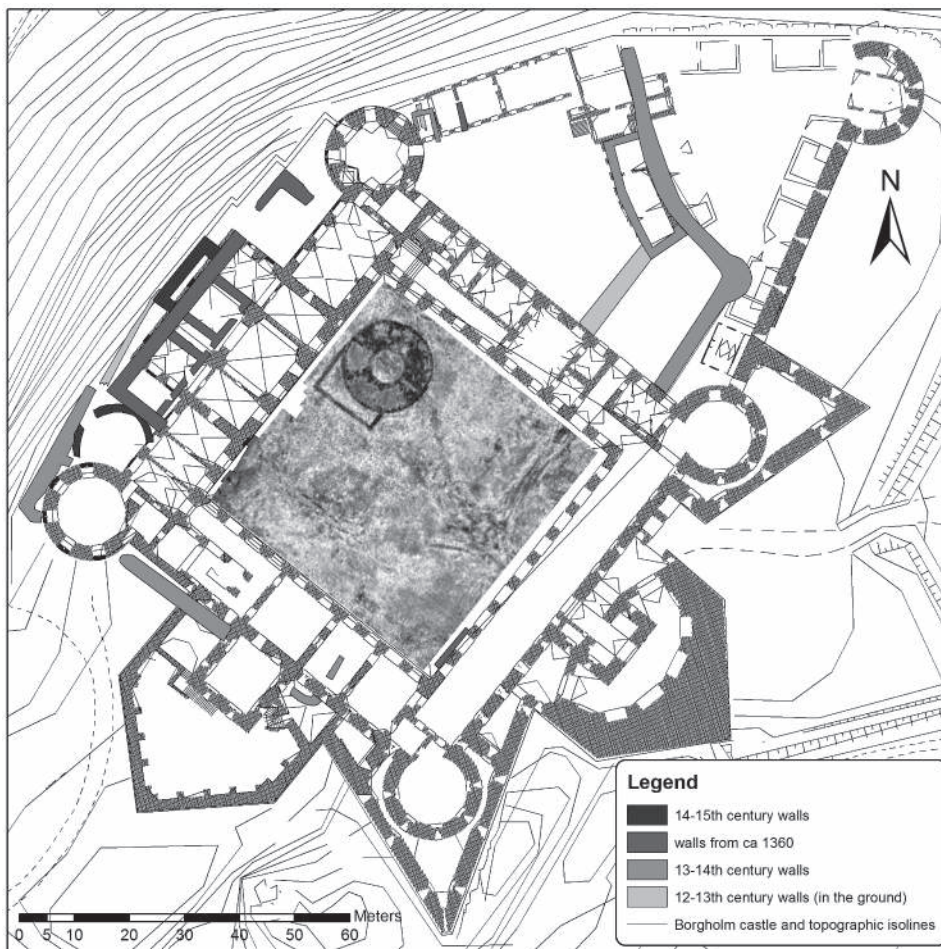 N
Legend
14-15th century walls
walls from ca 1360
13-14th century walls
12-13th century walls (in the ground)
Borgholm castle and topographic isolines
Meters
0 5 10 20 30 40 50 60